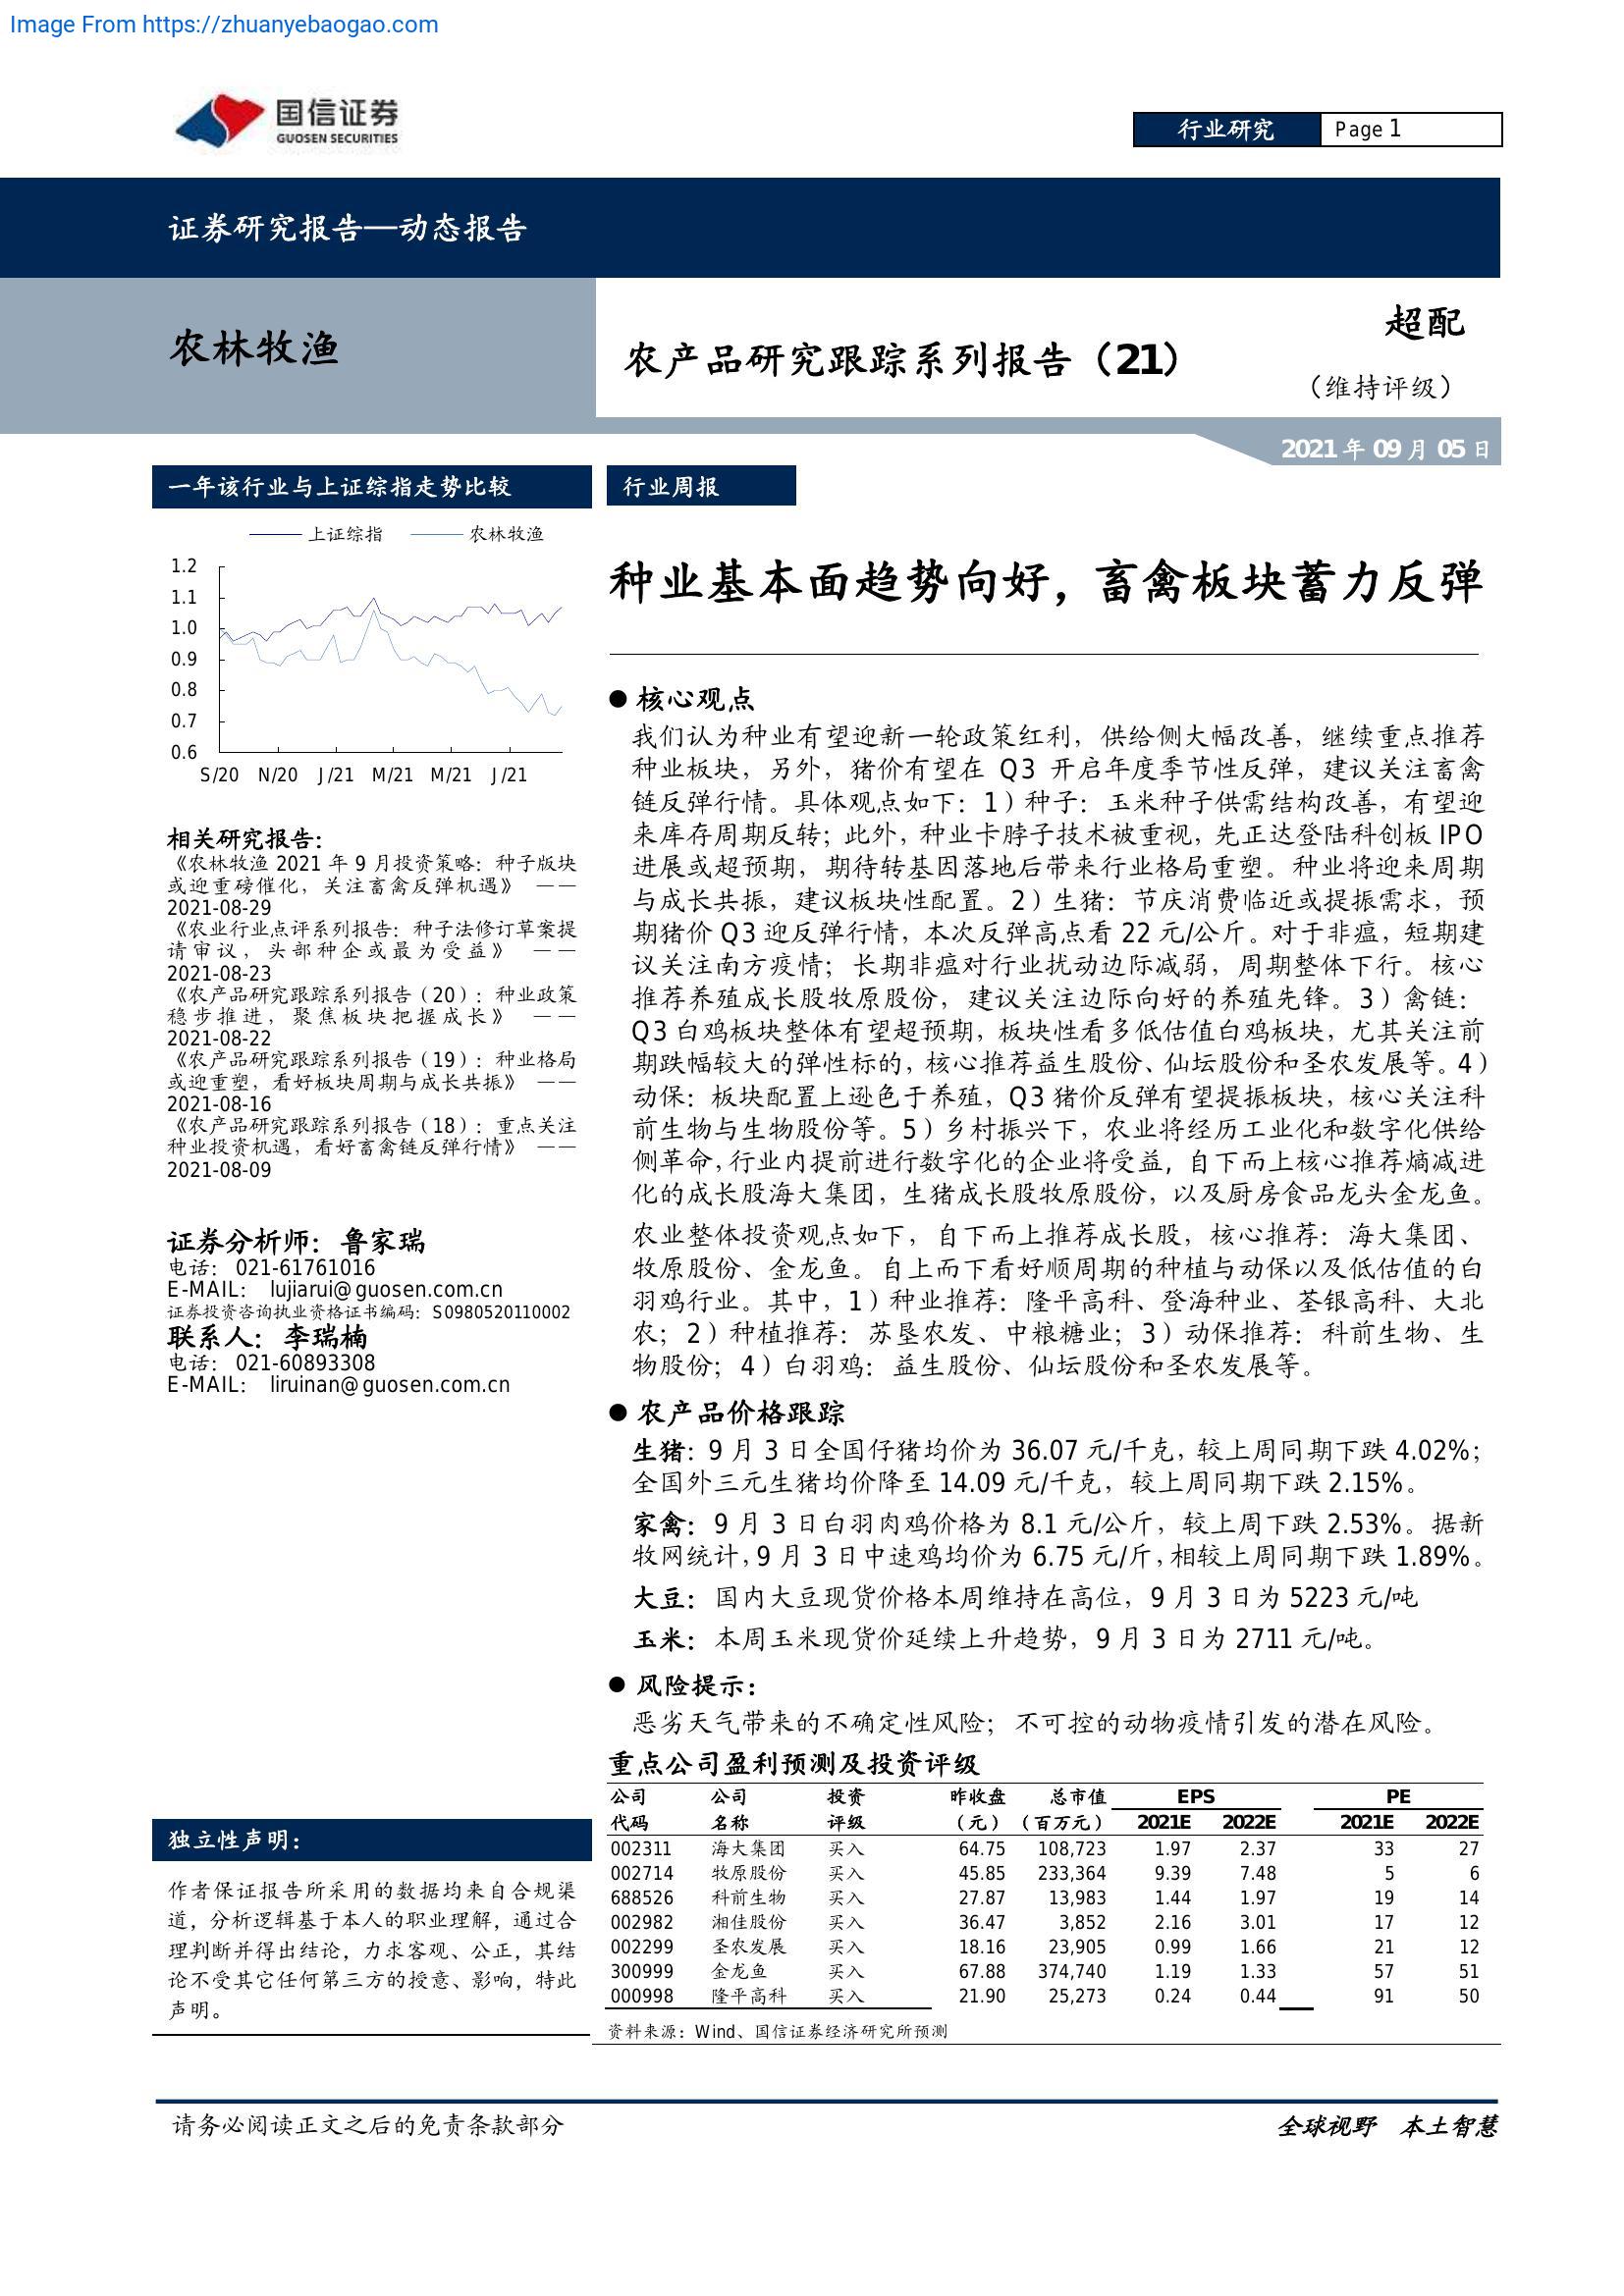 Image From https://zhuanyebaogao.com
国信证券
GUOSEN SECURITIES
行业研究
Page 1
证券研究报告—动态报告
农林牧渔
农产品研究跟踪系列报告（21）
超配
（维持评级）
2021 年 09 月 05 日
一年该行业与上证综指走势比较
上证综指 农林牧渔
1.2
1.1
1.0
0.9
0.8
0.7
0.6
S/20 N/20 J/21 M/21 M/21 J/21
相关研究报告：
《农林牧渔 2021 年 9 月投资策略：种子版块
或迎重磅催化，关注畜禽反弹机遇》 ——
2021-08-29
《农业行业点评系列报告：种子法修订草案提
请审议，头部种企或最为受益》 ——
2021-08-23
《农产品研究跟踪系列报告（20）：种业政策
稳步推进，聚焦板块把握成长》 ——
2021-08-22
《农产品研究跟踪系列报告（19）：种业格局
或迎重塑，看好板块周期与成长共振》 ——
2021-08-16
《农产品研究跟踪系列报告（18）：重点关注
种业投资机遇，看好畜禽链反弹行情》 ——
2021-08-09
证券分析师：鲁家瑞
电话： 021-61761016
E-MAIL： lujiarui@guosen.com.cn
证券投资咨询执业资格证书编码：S0980520110002
联系人：李瑞楠
电话： 021-60893308
E-MAIL： liruinan@guosen.com.cn
独立性声明：
作者保证报告所采用的数据均来自合规渠
道，分析逻辑基于本人的职业理解，通过合
理判断并得出结论，力求客观、公正，其结
论不受其它任何第三方的授意、影响，特此
声明。
行业周报
种业基本面趋势向好，畜禽板块蓄力反弹
● 核心观点
我们认为种业有望迎新一轮政策红利，供给侧大幅改善，继续重点推荐
种业板块，另外，猪价有望在 Q3 开启年度季节性反弹，建议关注畜禽
链反弹行情。具体观点如下：1）种子：玉米种子供需结构改善，有望迎
来库存周期反转；此外，种业卡脖子技术被重视，先正达登陆科创板 IPO
进展或超预期，期待转基因落地后带来行业格局重塑。种业将迎来周期
与成长共振，建议板块性配置。2）生猪：节庆消费临近或提振需求，预
期猪价 Q3 迎反弹行情，本次反弹高点看 22 元/公斤。对于非瘟，短期建
议关注南方疫情；长期非瘟对行业扰动边际减弱，周期整体下行。核心
推荐养殖成长股牧原股份，建议关注边际向好的养殖先锋。3）禽链：
Q3 白鸡板块整体有望超预期，板块性看多低估值白鸡板块，尤其关注前
期跌幅较大的弹性标的，核心推荐益生股份、仙坛股份和圣农发展等。4）
动保：板块配置上逊色于养殖，Q3 猪价反弹有望提振板块，核心关注科
前生物与生物股份等。5）乡村振兴下，农业将经历工业化和数字化供给
侧革命，行业内提前进行数字化的企业将受益，自下而上核心推荐熵减进
化的成长股海大集团，生猪成长股牧原股份，以及厨房食品龙头金龙鱼。
农业整体投资观点如下，自下而上推荐成长股，核心推荐：海大集团、
牧原股份、金龙鱼。自上而下看好顺周期的种植与动保以及低估值的白
羽鸡行业。其中，1）种业推荐：隆平高科、登海种业、荃银高科、大北
农；2）种植推荐：苏垦农发、中粮糖业；3）动保推荐：科前生物、生
物股份；4）白羽鸡：益生股份、仙坛股份和圣农发展等。
● 农产品价格跟踪
生猪：9 月 3 日全国仔猪均价为 36.07 元/千克，较上周同期下跌 4.02%；
全国外三元生猪均价降至 14.09 元/千克，较上周同期下跌 2.15%。
家禽：9 月 3 日白羽肉鸡价格为 8.1 元/公斤，较上周下跌 2.53%。据新
牧网统计，9 月 3 日中速鸡均价为 6.75 元/斤，相较上周同期下跌 1.89%。
大豆：国内大豆现货价格本周维持在高位，9 月 3 日为 5223 元/吨
玉米：本周玉米现货价延续上升趋势，9 月 3 日为 2711 元/吨。
● 风险提示：
恶劣天气带来的不确定性风险；不可控的动物疫情引发的潜在风险。
重点公司盈利预测及投资评级
公司 公司 投资 昨收盘 总市值 EPS PE
代码 名称 评级 （元） （百万元） 2021E 2022E 2021E 2022E
002311 海大集团 买入 64.75 108,723 1.97 2.37 33 27
002714 牧原股份 买入 45.85 233,364 9.39 7.48 5 6
688526 科前生物 买入 27.87 13,983 1.44 1.97 19 14
002982 湘佳股份 买入 36.47 3,852 2.16 3.01 17 12
002299 圣农发展 买入 18.16 23,905 0.99 1.66 21 12
300999 金龙鱼 买入 67.88 374,740 1.19 1.33 57 51
000998 隆平高科 买入 21.90 25,273 0.24 0.44 91 50
资料来源：Wind、国信证券经济研究所预测
请务必阅读正文之后的免责条款部分
全球视野 本土智慧